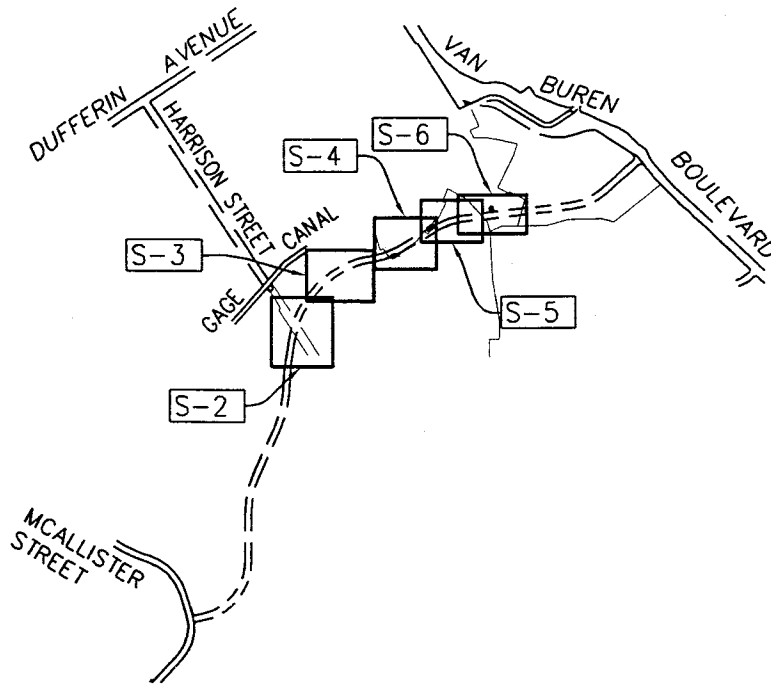 VAN BUREN BOULEVARD
DUFFERIN AVENUE
HARRISON STREET
S-6
S-4
S-3
GAGE CANAL
S-5
S-2
MCALLISTER
STREET